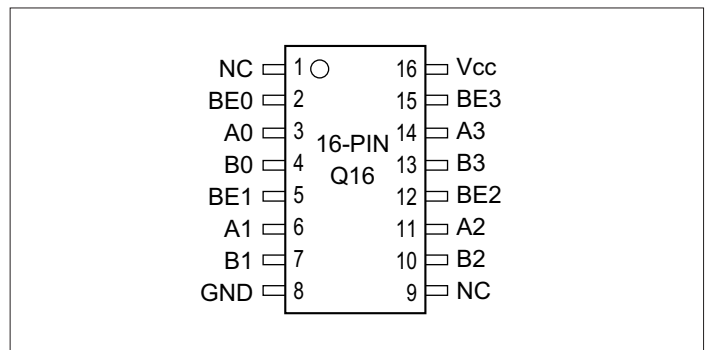 NC 1 16 Vcc
BE0 2 15 BE3
A0 3 14 A3
16-PIN
B0 4 13 B3
Q16
BE1 5 12 BE2
A1 6 11 A2
B1 7 10 B2
GND 8 9 NC